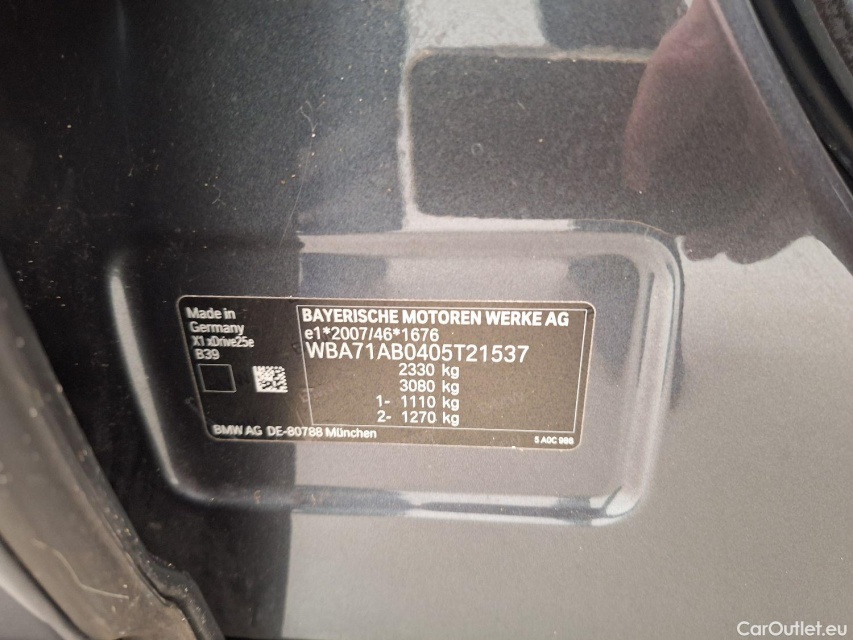 Made in
Germany
X1 xDrive25e
B39
BAYERISCHE MOTOREN WERKE AG
e1*2007/46*1676
WBA71AB0405T21537
2330 kg
3080 kg
1- 1110 kg
2- 1270 kg
BMW AG DE-80788 München
5 A0C 986
CarOutlet.eu